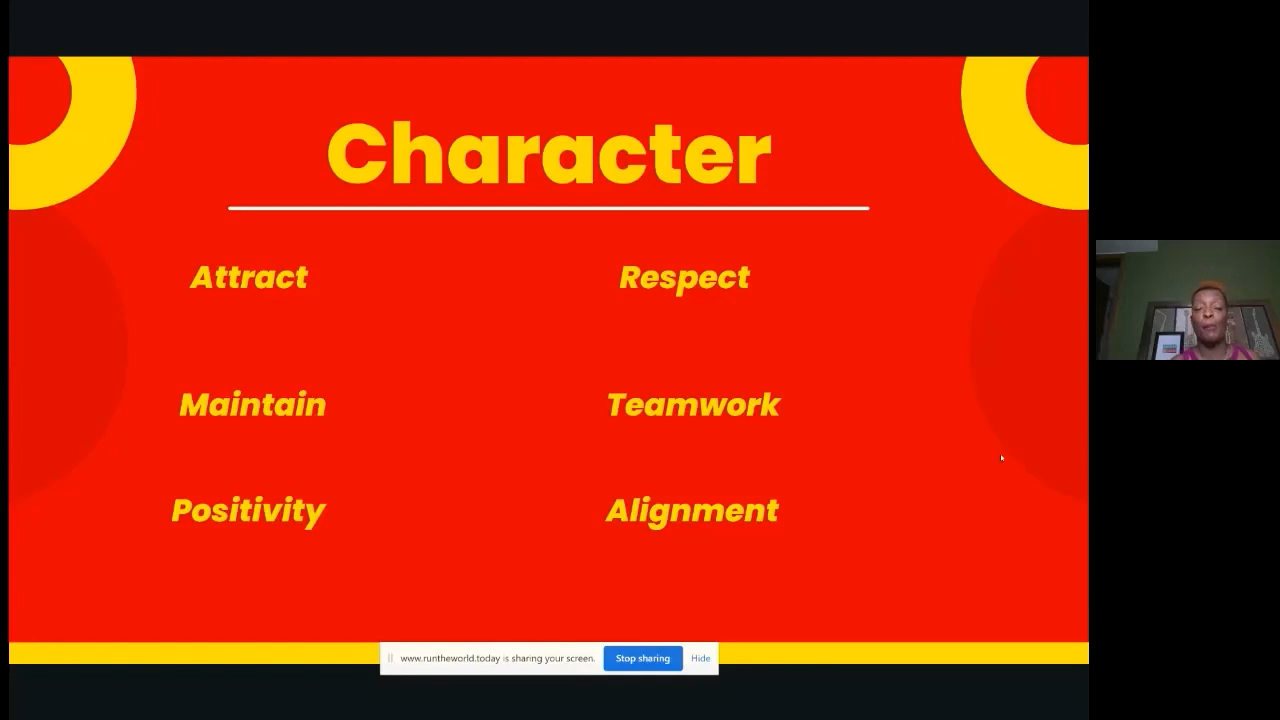 Character
Attract
Respect
Maintain
Teamwork
Positivity
Alignment
www.runtheworld.today is sharing your screen.
Stop sharing
Hide